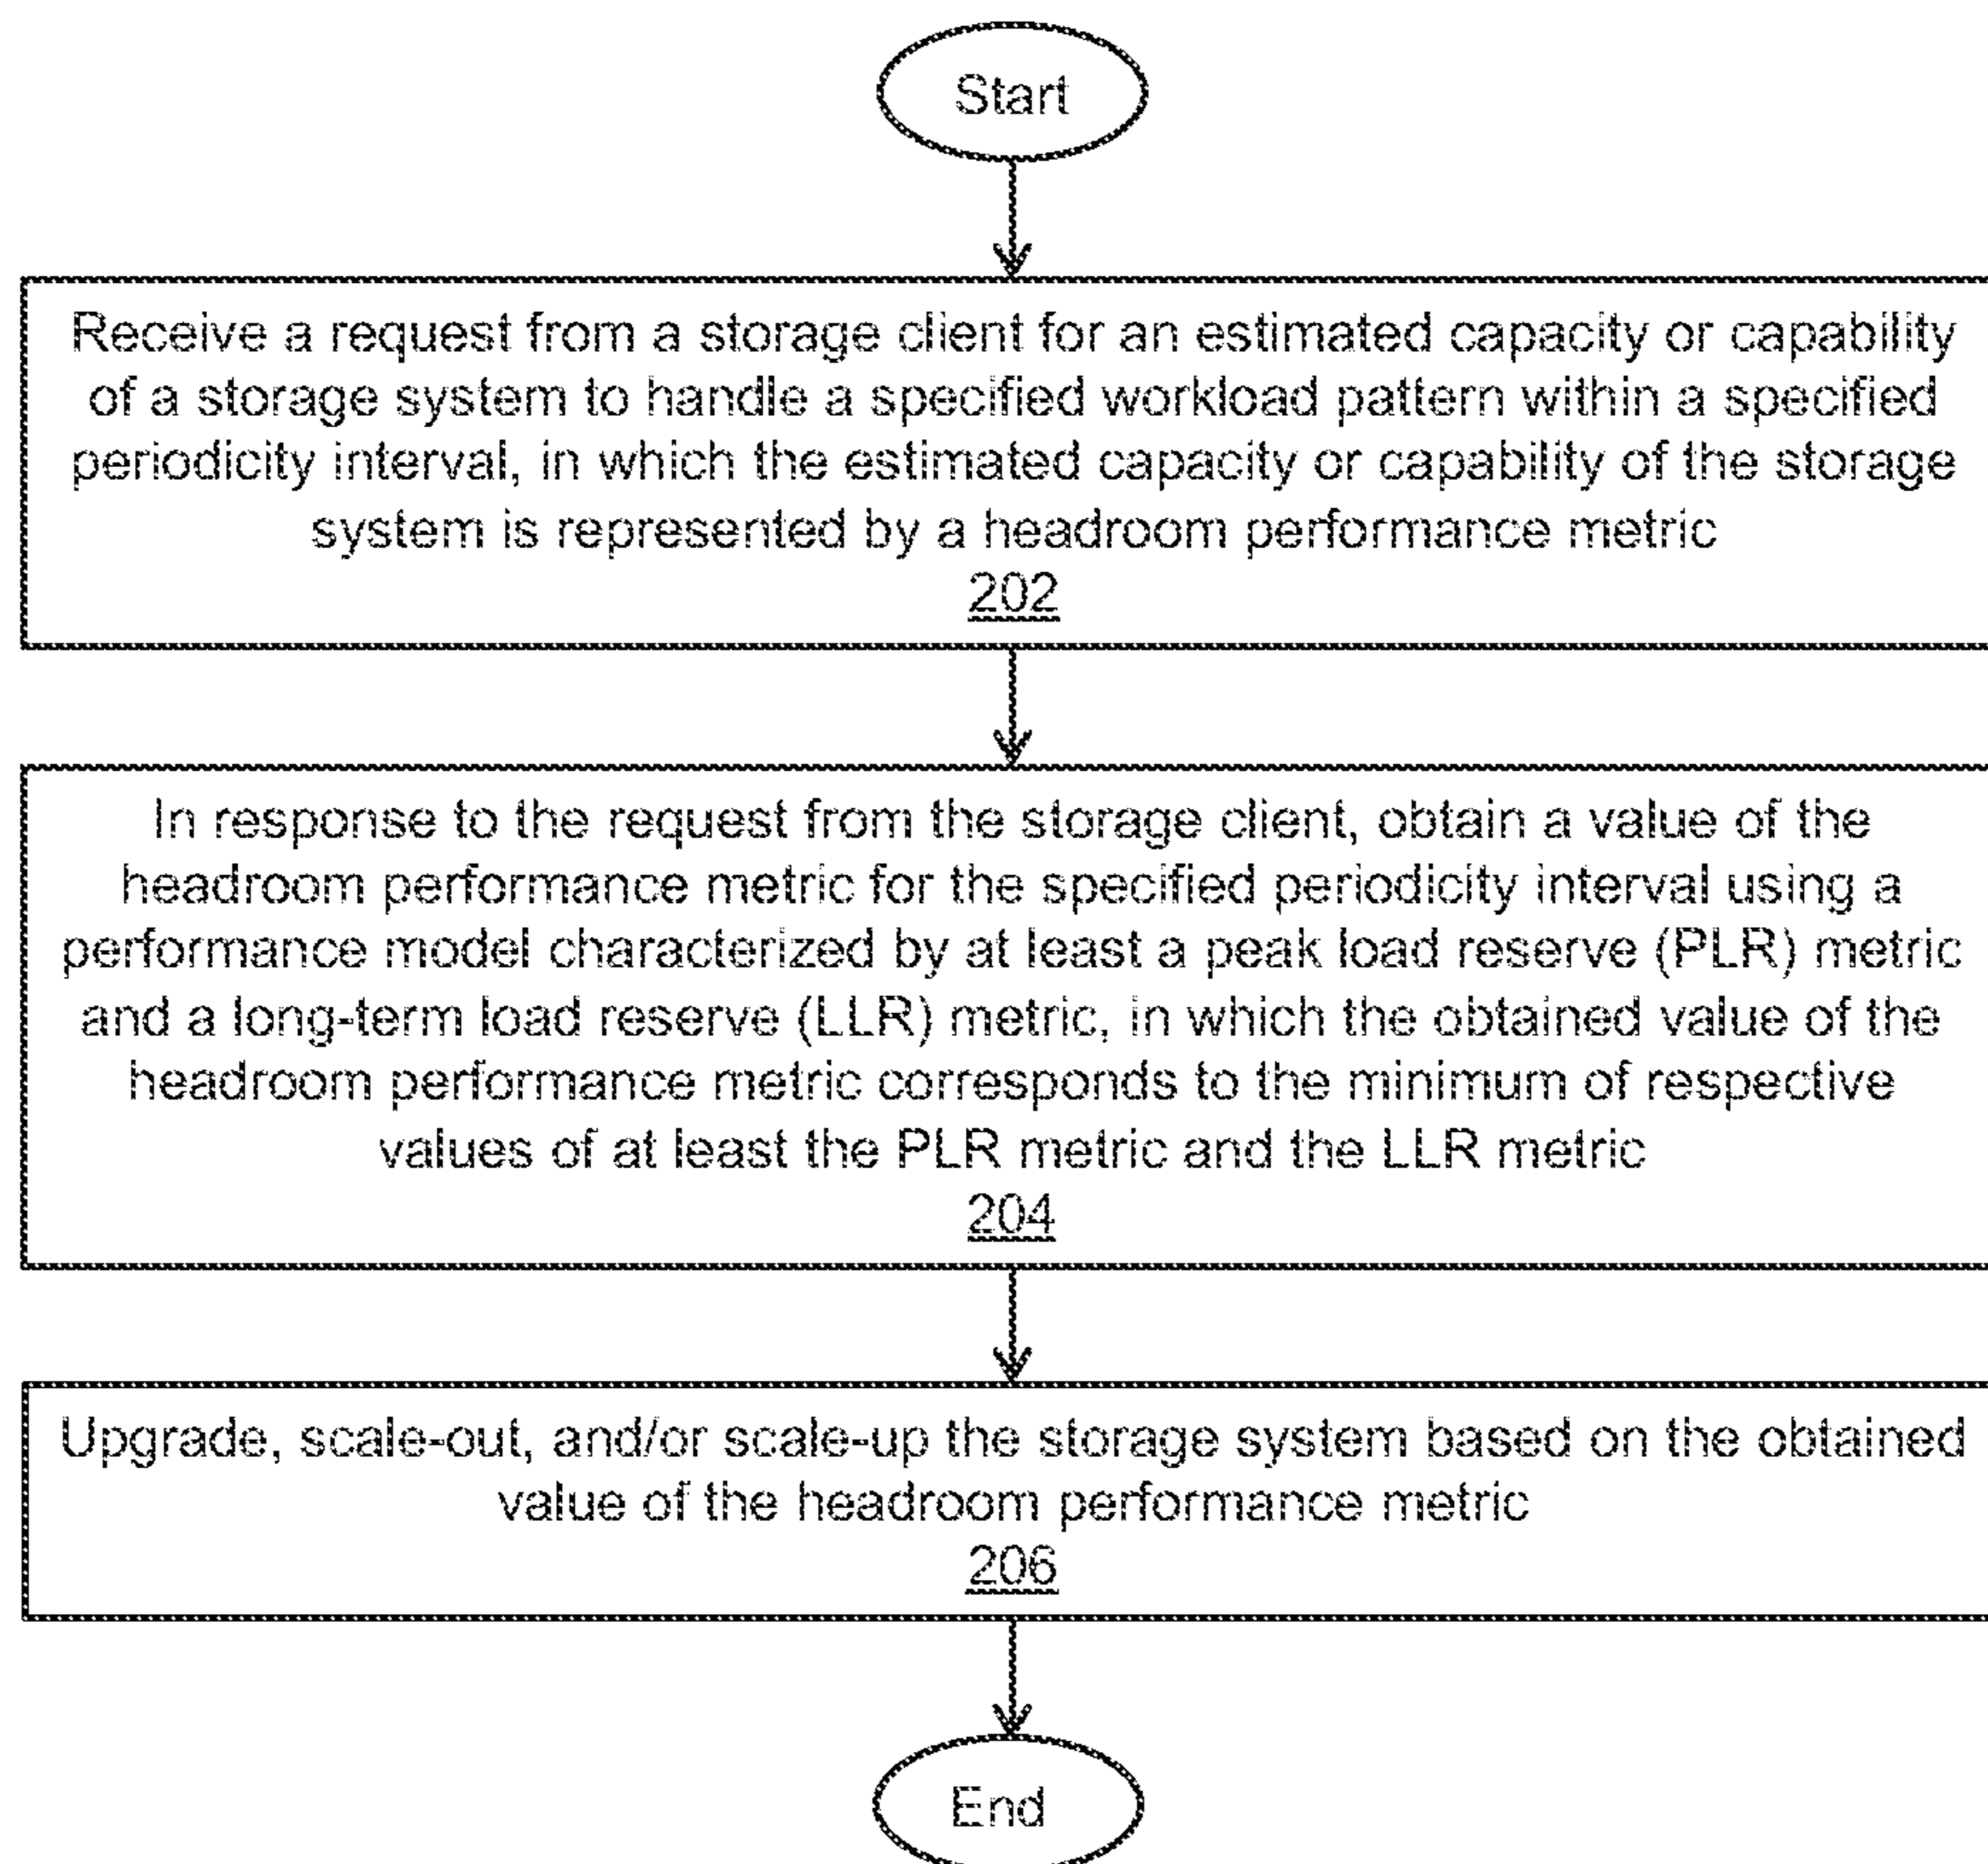 Start
Receive a request from a storage client for an estimated capacity or capability
of a storage system to handle a specified workload pattern within a specified
periodicity interval, in which the estimated capacity or capability of the storage
system is represented by a headroom performance metric
202
In response to the request from the storage client, obtain a value of the
headroom performance metric for the specified periodicity interval using a
performance model characterized by at least a peak load reserve (PLR) metric
and a long-term load reserve (LLR) metric, in which the obtained value of the
headroom performance metric corresponds to the minimum of respective
values of at least the PLR metric and the LLR metric
204
Upgrade, scale-out, and/or scale-up the storage system based on the obtained
value of the headroom performance metric
206
End